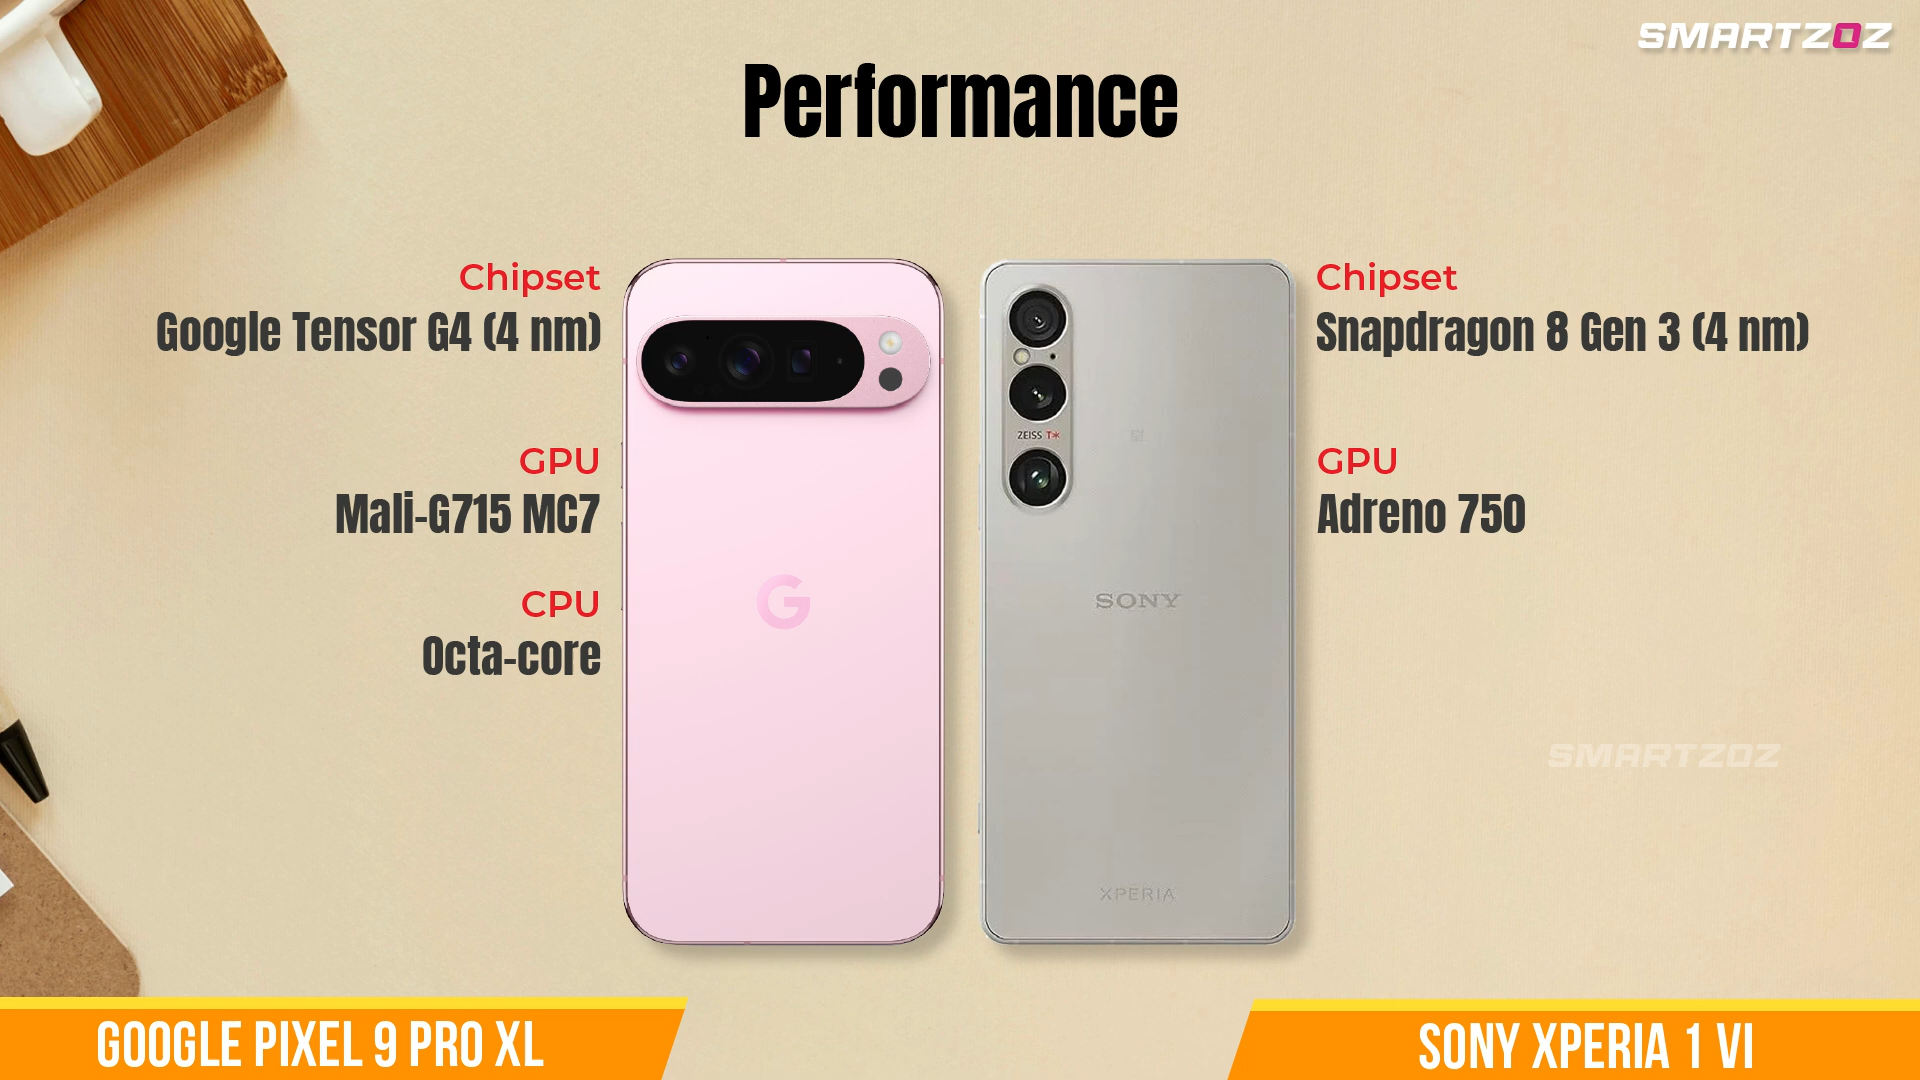 SMARTZOZ
Performance
Chipset
Google Tensor G4 (4 nm)
GPU
Mali-G715 MC7
CPU
Octa-core
ZEISS T*
SONY
XPERIA
Chipset
Snapdragon 8 Gen 3 (4 nm)
GPU
Adreno 750
SMARTZOZ
GOOGLE PIXEL 9 PRO XL
SONY XPERIA 1 VI